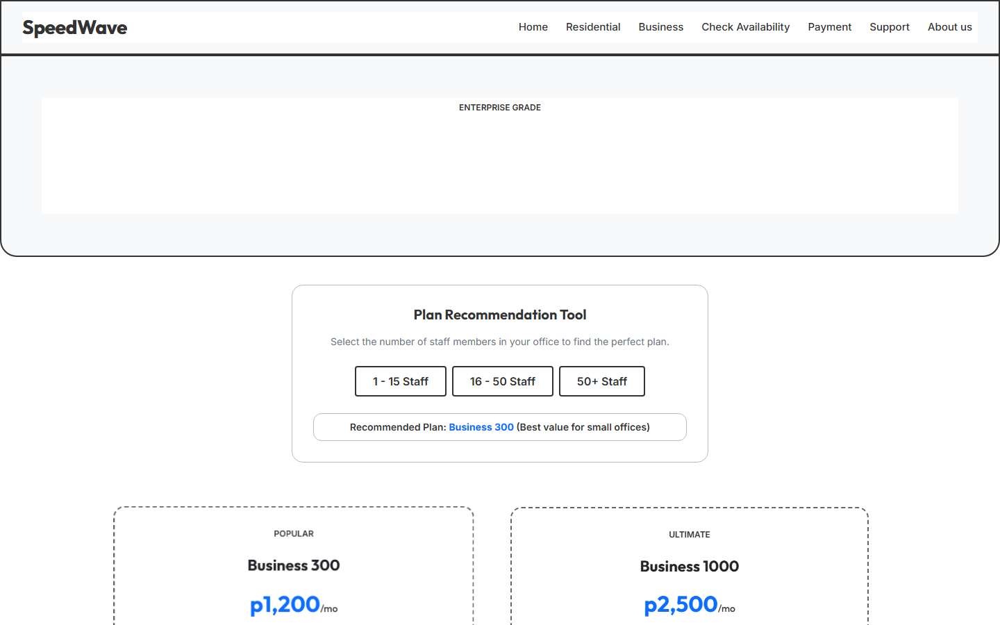 SpeedWave
Home Residential Business Check Availability Payment Support About us
ENTERPRISE GRADE
Plan Recommendation Tool
Select the number of staff members in your office to find the perfect plan.
1 - 15 Staff 16 - 50 Staff 50+ Staff
Recommended Plan: Business 300 (Best value for small offices)
POPULAR
Business 300
p1,200/mo
ULTIMATE
Business 1000
p2,500/mo